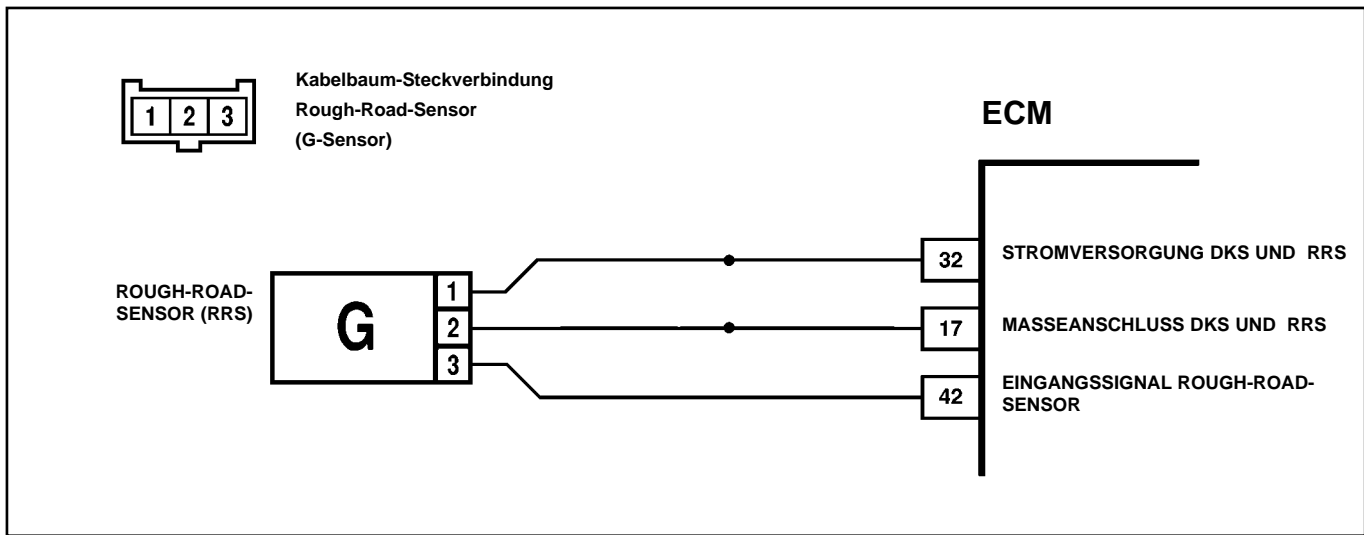 Kabelbaum-Steckverbindung
Rough-Road-Sensor
(G-Sensor)
1 2 3
ECM
ROUGH-ROAD-
SENSOR (RRS)
G
1
2
3
32 STROMVERSORGUNG DKS UND RRS
17 MASSEANSCHLUSS DKS UND RRS
42 EINGANGSSIGNAL ROUGH-ROAD-
SENSOR